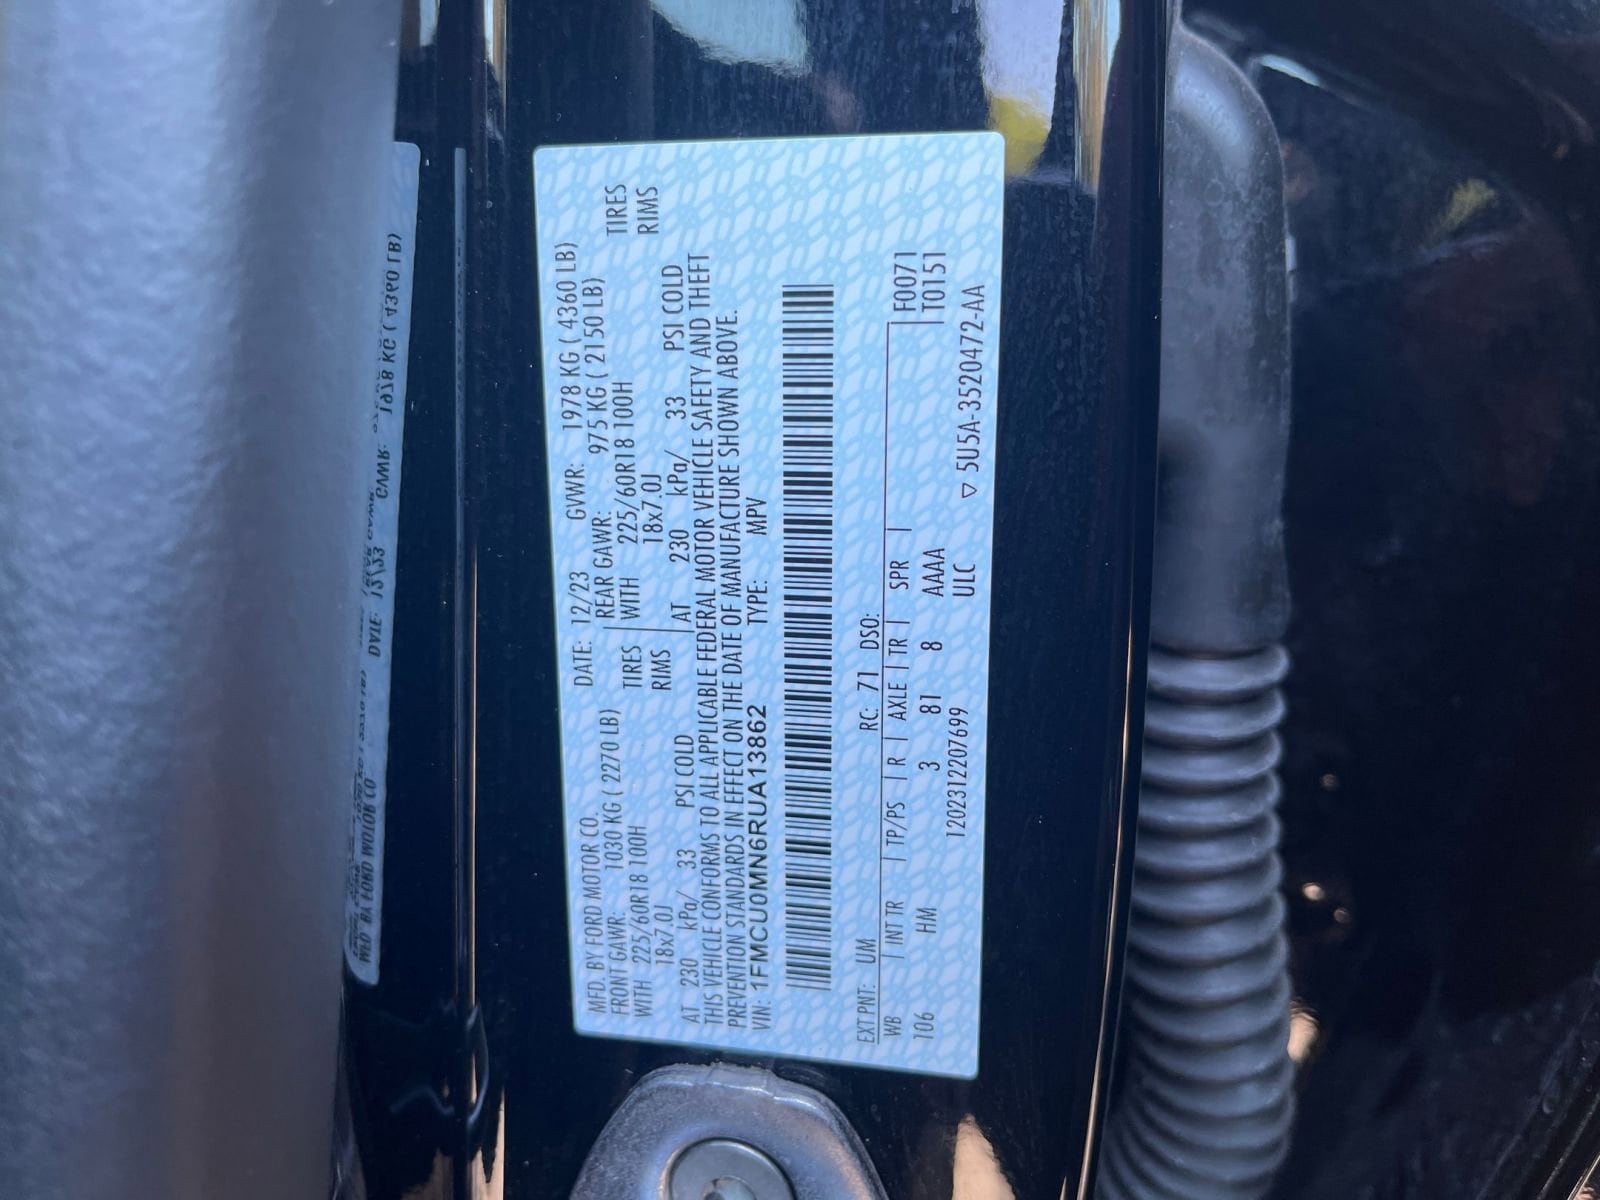 MFD. BY FORD MOTOR CO. DATE: 12/23 GVWR: 1978 KG ( 4360 LB)
FRONT GAWR: 1030 KG ( 2270 LB) REAR GAWR: 975 KG ( 2150 LB)
WITH 225/60R18 100H TIRES WITH 225/60R18 100H TIRES
18x7.0J RIMS 18x7.0J RIMS
AT 230 kPa/ 33 PSI COLD AT 230 kPa/ 33 PSI COLD
THIS VEHICLE CONFORMS TO ALL APPLICABLE FEDERAL MOTOR VEHICLE SAFETY AND THEFT
PREVENTION STANDARDS IN EFFECT ON THE DATE OF MANUFACTURE SHOWN ABOVE.
VIN: 1FMCU0MN6RUA13862 TYPE: MPV
EXT PNT: UM RC: 71 DSO:
WB INT TR TP/PS R AXLE TR SPR F0071
106 HM 3 81 8 AAAA T0151
120231220​7699 ULC ▽ 5U5A-3520472-AA